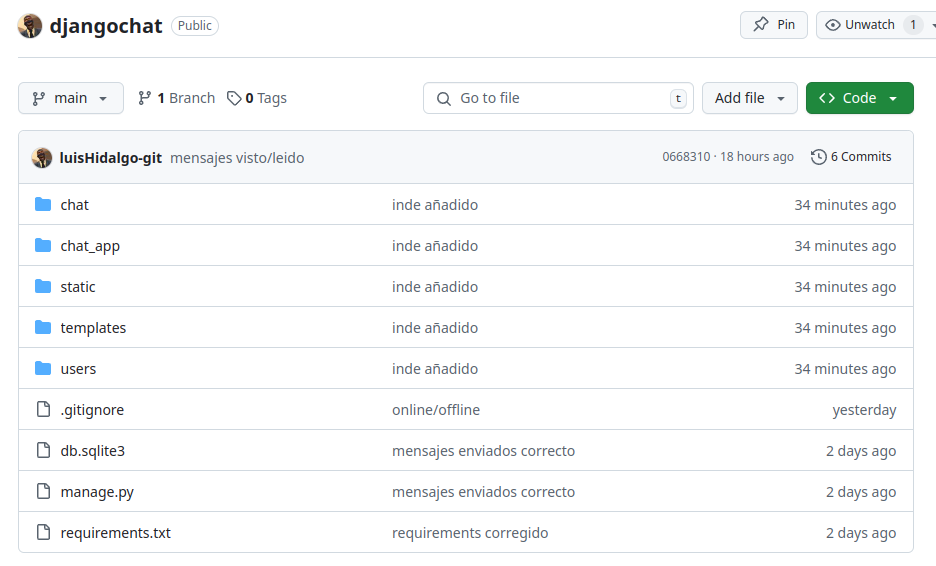 djangochat Public Pin Unwatch 1
main 1 Branch 0 Tags Go to file t Add file Code
luisHidalgo-git mensajes visto/leido 0668310 · 18 hours ago 6 Commits
chat inde añadido 34 minutes ago
chat_app inde añadido 34 minutes ago
static inde añadido 34 minutes ago
templates inde añadido 34 minutes ago
users inde añadido 34 minutes ago
.gitignore online/offline yesterday
db.sqlite3 mensajes enviados correcto 2 days ago
manage.py mensajes enviados correcto 2 days ago
requirements.txt requirements corregido 2 days ago